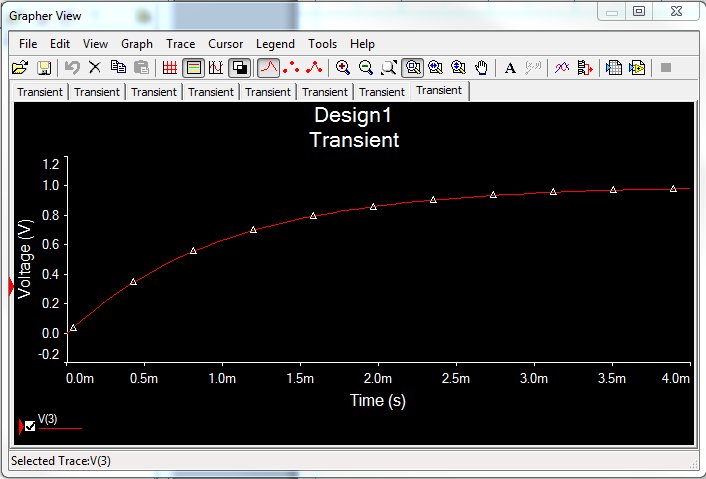 Grapher View
File Edit View Graph Trace Cursor Legend Tools Help
A (x,y)
Transient Transient Transient Transient Transient Transient Transient Transient
Design1
Transient
Voltage (V)
1.2
1.0
0.8
0.6
0.4
0.2
0.0
-0.2
0.0m 0.5m 1.0m 1.5m 2.0m 2.5m 3.0m 3.5m 4.0m
Time (s)
V(3)
Selected Trace:V(3)